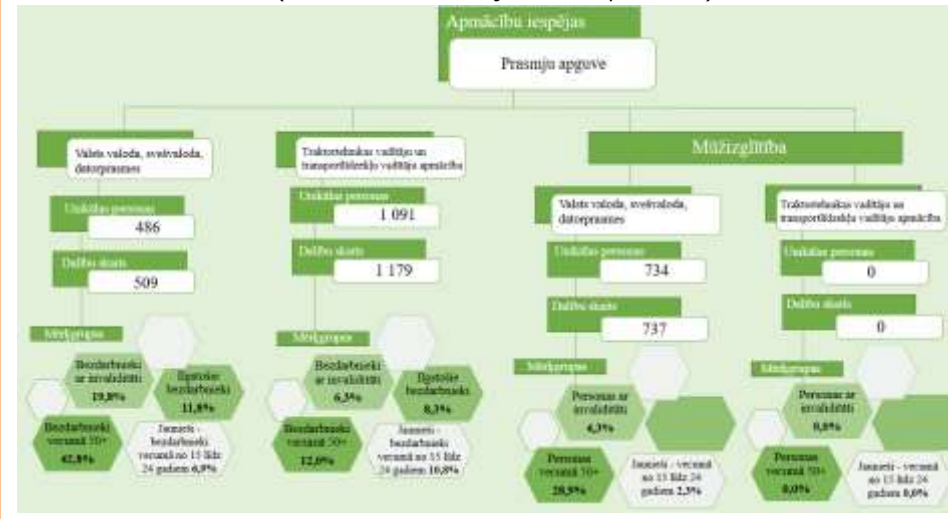 Apmācību iespējas
Prasmju apguve
Valsts valoda, svešvaloda,
datorprasmes
Unikālas personas
486
Dalību skaits
509
Mērķgrupas
Bezdarbnieki
ar invaliditāti
19,8%
Ilgstošie
bezdarbnieki
11,8%
Bezdarbnieki
vecumā 50+
42,8%
Jaunieši -
bezdarbnieki
vecumā no 15 līdz
24 gadiem 6,9%
Traktortehnikas vadītāju un
transportlīdzekļu vadītāju apmācība
Unikālas personas
1 091
Dalību skaits
1 179
Mērķgrupas
Bezdarbnieki
ar invaliditāti
6,3%
Ilgstošie
bezdarbnieki
8,3%
Bezdarbnieki
vecumā 50+
12,0%
Jaunieši -
bezdarbnieki
vecumā no 15 līdz
24 gadiem 10,8%
Mūžizglītība
Valsts valoda, svešvaloda,
datorprasmes
Unikālas personas
734
Dalību skaits
737
Mērķgrupas
Personas ar
invaliditāti
4,3%
Personas
vecumā 50+
28,9%
Jaunieši - vecumā
no 15 līdz 24
gadiem 2,3%
Traktortehnikas vadītāju un
transportlīdzekļu vadītāju apmācība
Unikālas personas
0
Dalību skaits
0
Mērķgrupas
Personas ar
invaliditāti
0,0%
Personas
vecumā 50+
0,0%
Jaunieši - vecumā
no 15 līdz 24
gadiem 0,0%